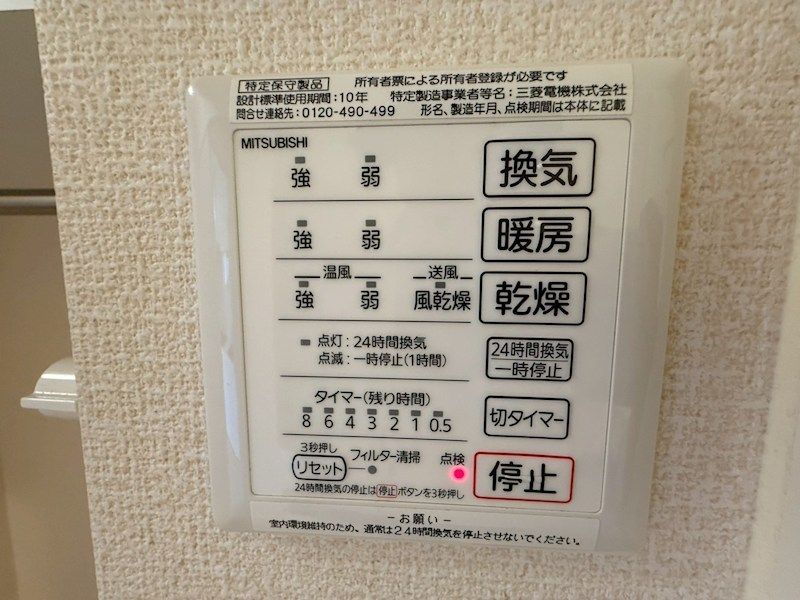 特定保守製品 所有者票による所有者登録が必要です
設計標準使用期間:10年 特定製造事業者等名:三菱電機株式会社
問合せ連絡先:0120-490-499 形名、製造年月、点検期間は本体に記載
MITSUBISHI
強 弱 換気
強 弱 暖房
温風 送風
強 弱 風乾燥 乾燥
点灯:24時間換気
点滅:一時停止(1時間)
24時間換気
一時停止
タイマー(残り時間)
8 6 4 3 2 1 0.5
切タイマー
3秒押し
リセット フィルター清掃 点検 停止
24時間換気の停止は停止ボタンを3秒押し
-お願い-
室内環境維持のため、通常は24時間換気を停止させないでください。